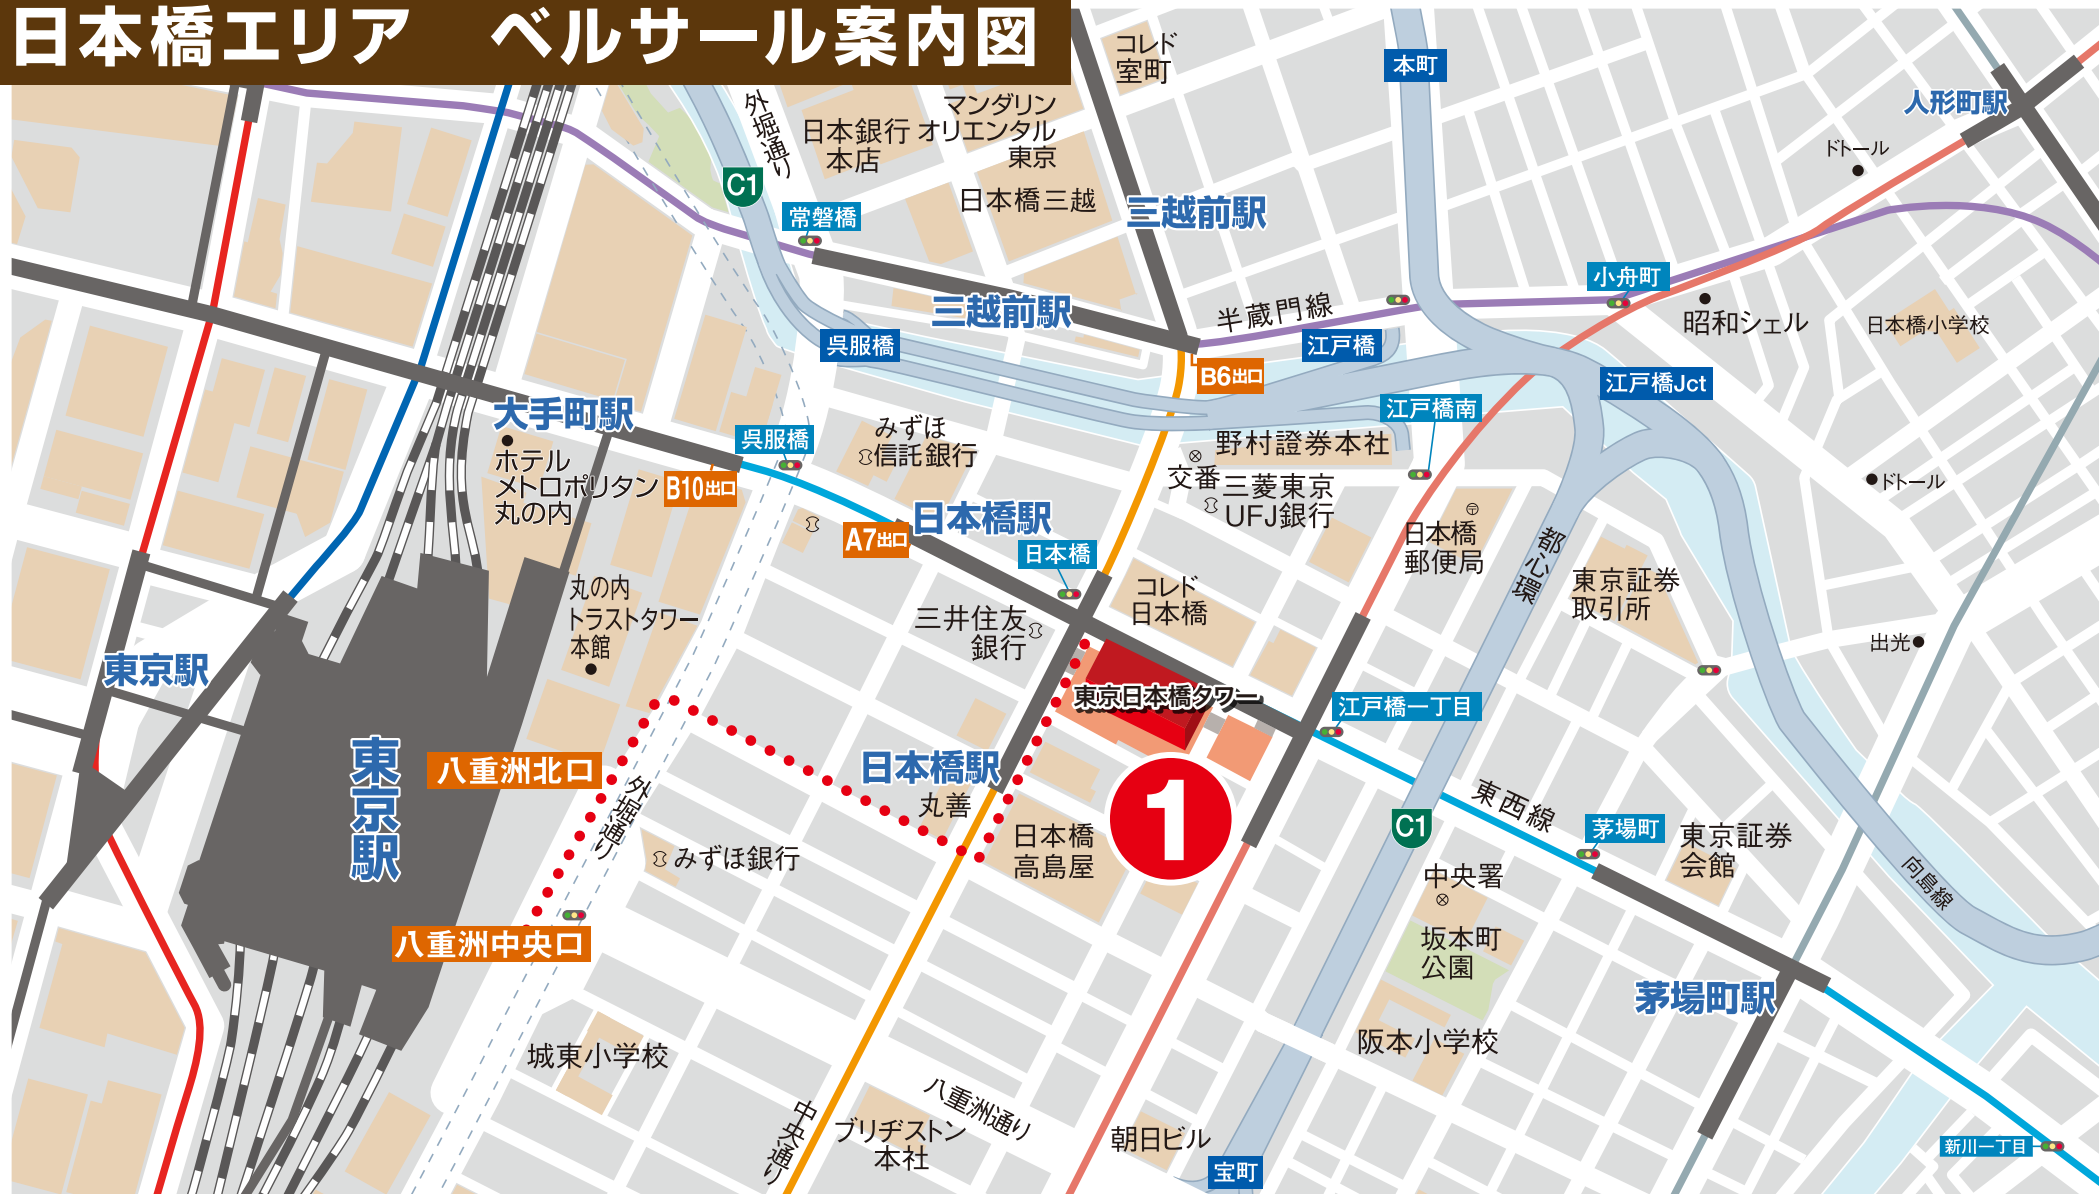 日本橋エリア　ベルサール案内図
コレド
室町
本町
人形町駅
ドトール
外堀通り
日本銀行
本店
マンダリン
オリエンタル
東京
日本橋三越
C1
常磐橋
三越前駅
三越前駅
半蔵門線
小舟町
昭和シェル
日本橋小学校
呉服橋
江戸橋
B6出口
江戸橋Jct
江戸橋南
大手町駅
ホテル
メトロポリタン
丸の内
呉服橋
B10出口
みずほ
信託銀行
野村證券本社
交番
三菱東京
UFJ銀行
ドトール
A7出口
日本橋駅
日本橋
日本橋
郵便局
都心環
東京証券
取引所
コレド
日本橋
丸の内
トラストタワー
本館
三井住友
銀行
出光
東京駅
東京日本橋タワー
江戸橋一丁目
東京駅
八重洲北口
外堀通り
日本橋駅
丸善
1
東西線
C1
茅場町
東京証券
会館
日本橋
高島屋
みずほ銀行
中央署
向島線
八重洲中央口
坂本町
公園
茅場町駅
城東小学校
阪本小学校
八重洲通り
中央通り
ブリヂストン
本社
朝日ビル
宝町
新川一丁目